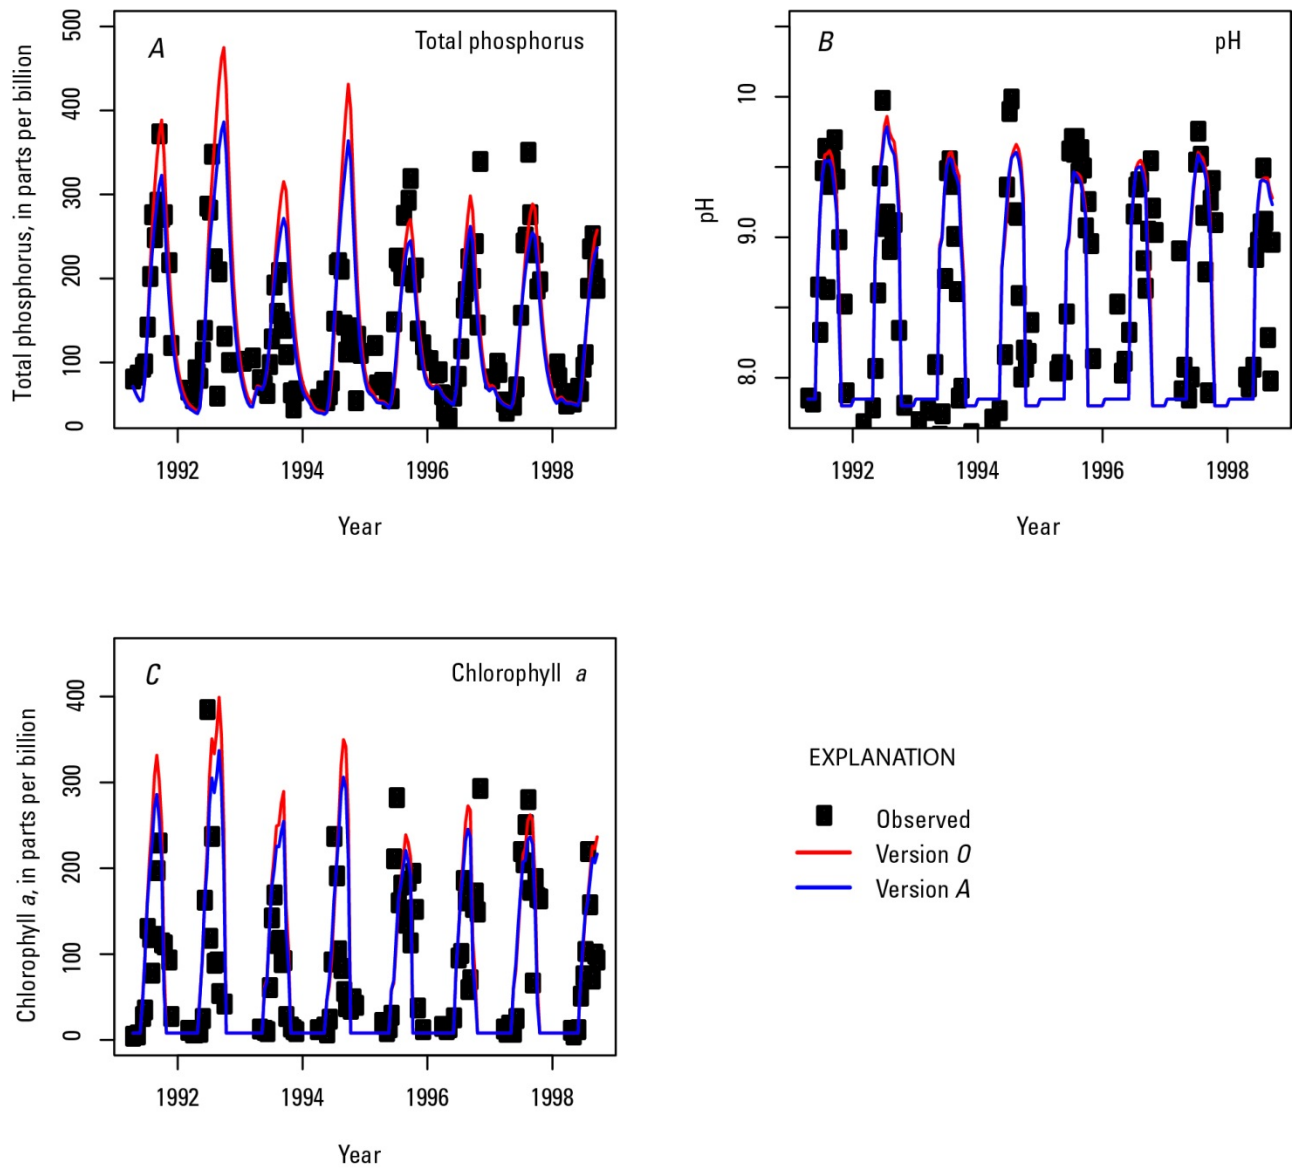 A
Total phosphorus
Total phosphorus, in parts per billion
500
400
300
200
100
0
1992
1994
1996
1998
Year
B
pH
pH
10
9.0
8.0
1992
1994
1996
1998
Year
C
Chlorophyll a
Chlorophyll a, in parts per billion
400
300
200
100
0
1992
1994
1996
1998
Year
EXPLANATION
Observed
Version O
Version A